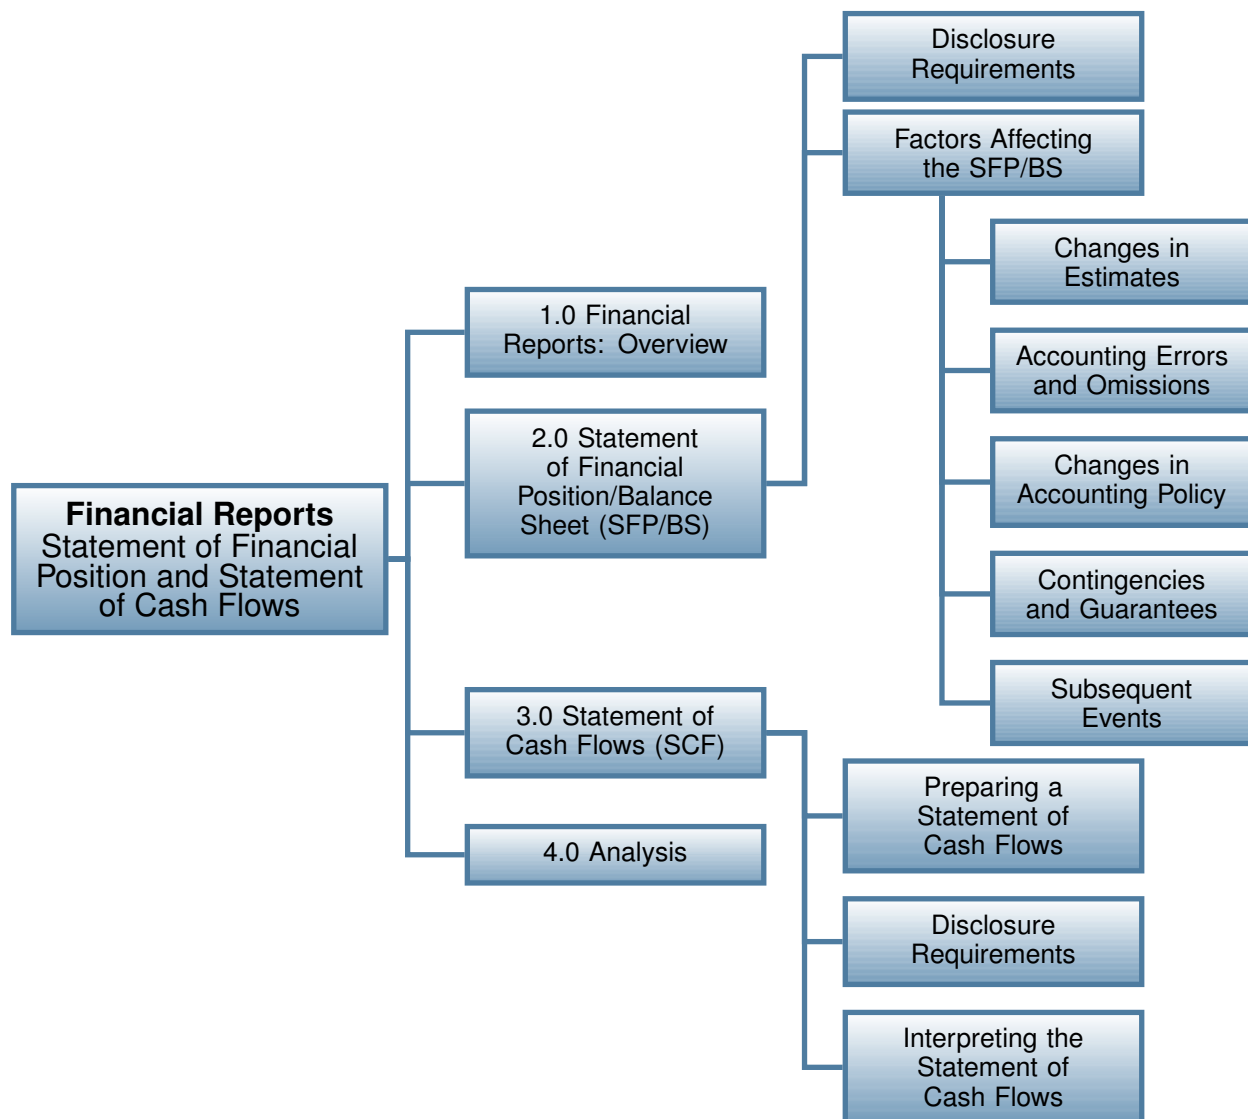 Financial Reports
Statement of Financial
Position and Statement
of Cash Flows
1.0 Financial
Reports: Overview
2.0 Statement
of Financial
Position/Balance
Sheet (SFP/BS)
Disclosure
Requirements
Factors Affecting
the SFP/BS
Changes in
Estimates
Accounting Errors
and Omissions
Changes in
Accounting Policy
Contingencies
and Guarantees
Subsequent
Events
3.0 Statement of
Cash Flows (SCF)
Preparing a
Statement of
Cash Flows
Disclosure
Requirements
Interpreting the
Statement of
Cash Flows
4.0 Analysis